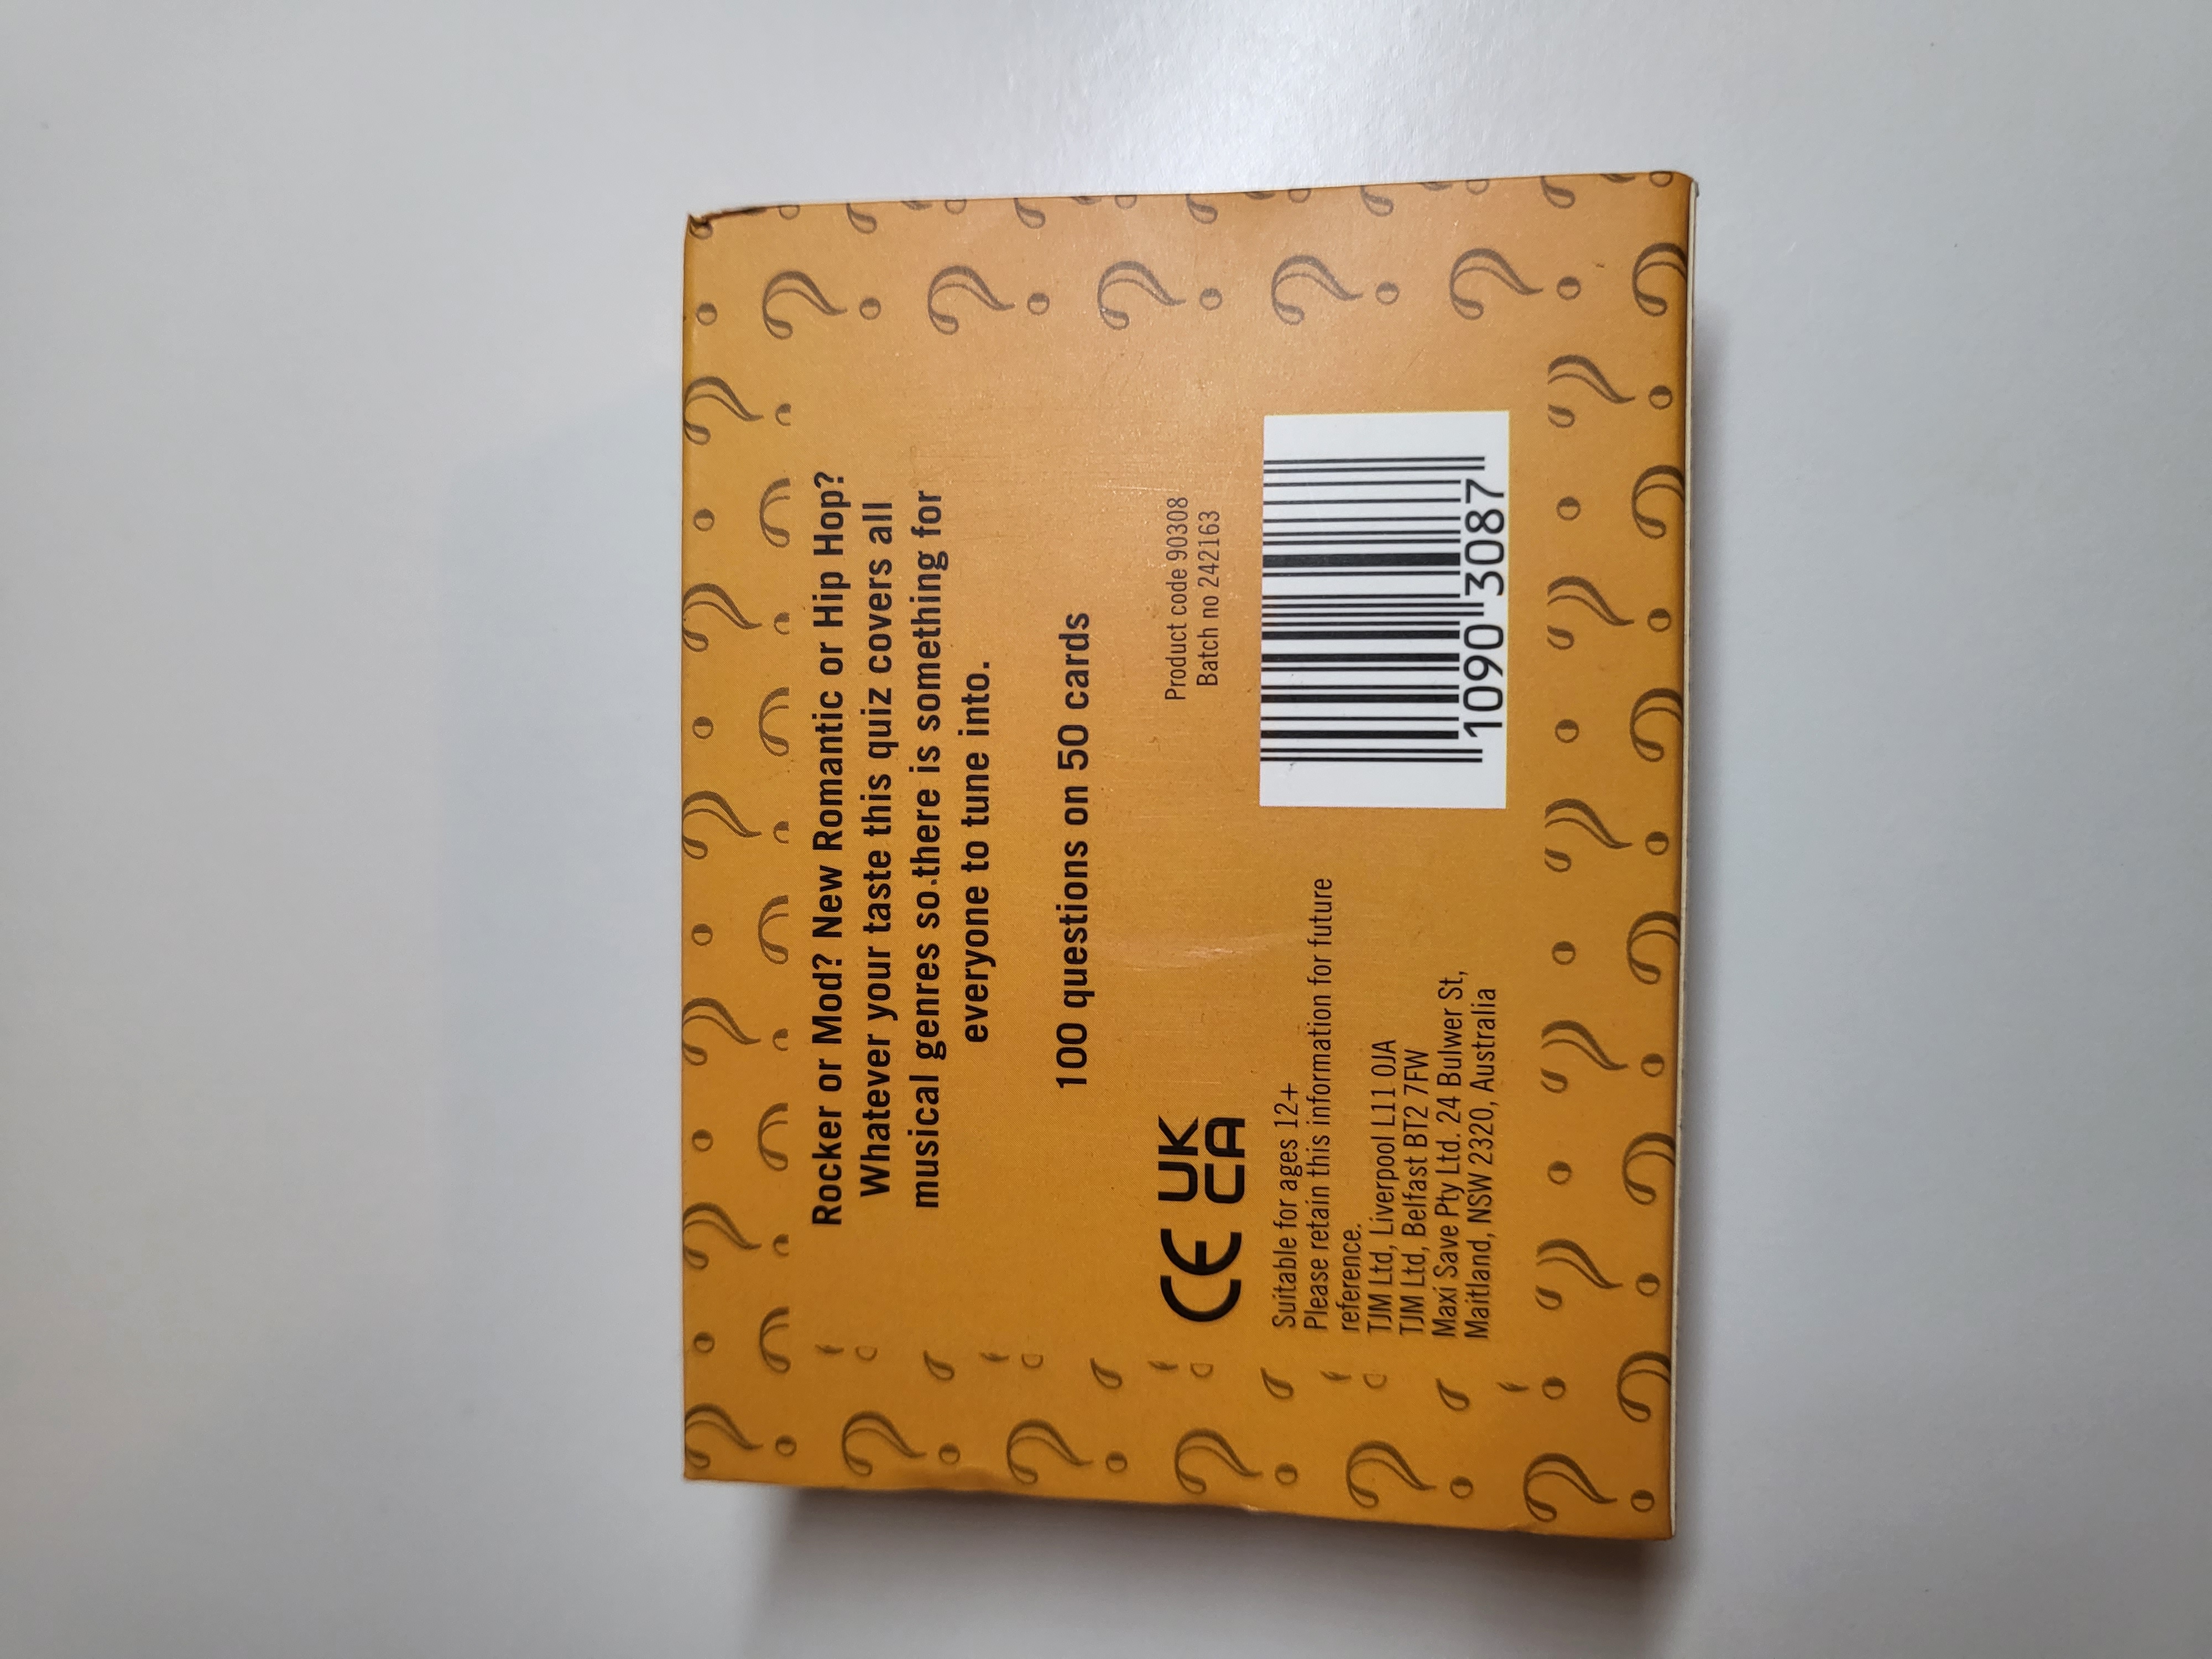 Rocker or Mod? New Romantic or Hip Hop?
Whatever your taste this quiz covers all
musical genres so there is something for
everyone to tune into.
100 questions on 50 cards
CE UK
CA
Product code 90308
Batch no 242163
Suitable for ages 12+
Please retain this information for future
reference.
TJM Ltd, Liverpool L11 0JA
TJM Ltd, Belfast BT2 7FW
Maxi Save Pty Ltd. 24 Bulwer St,
Maitland, NSW 2320, Australia
1090 3087